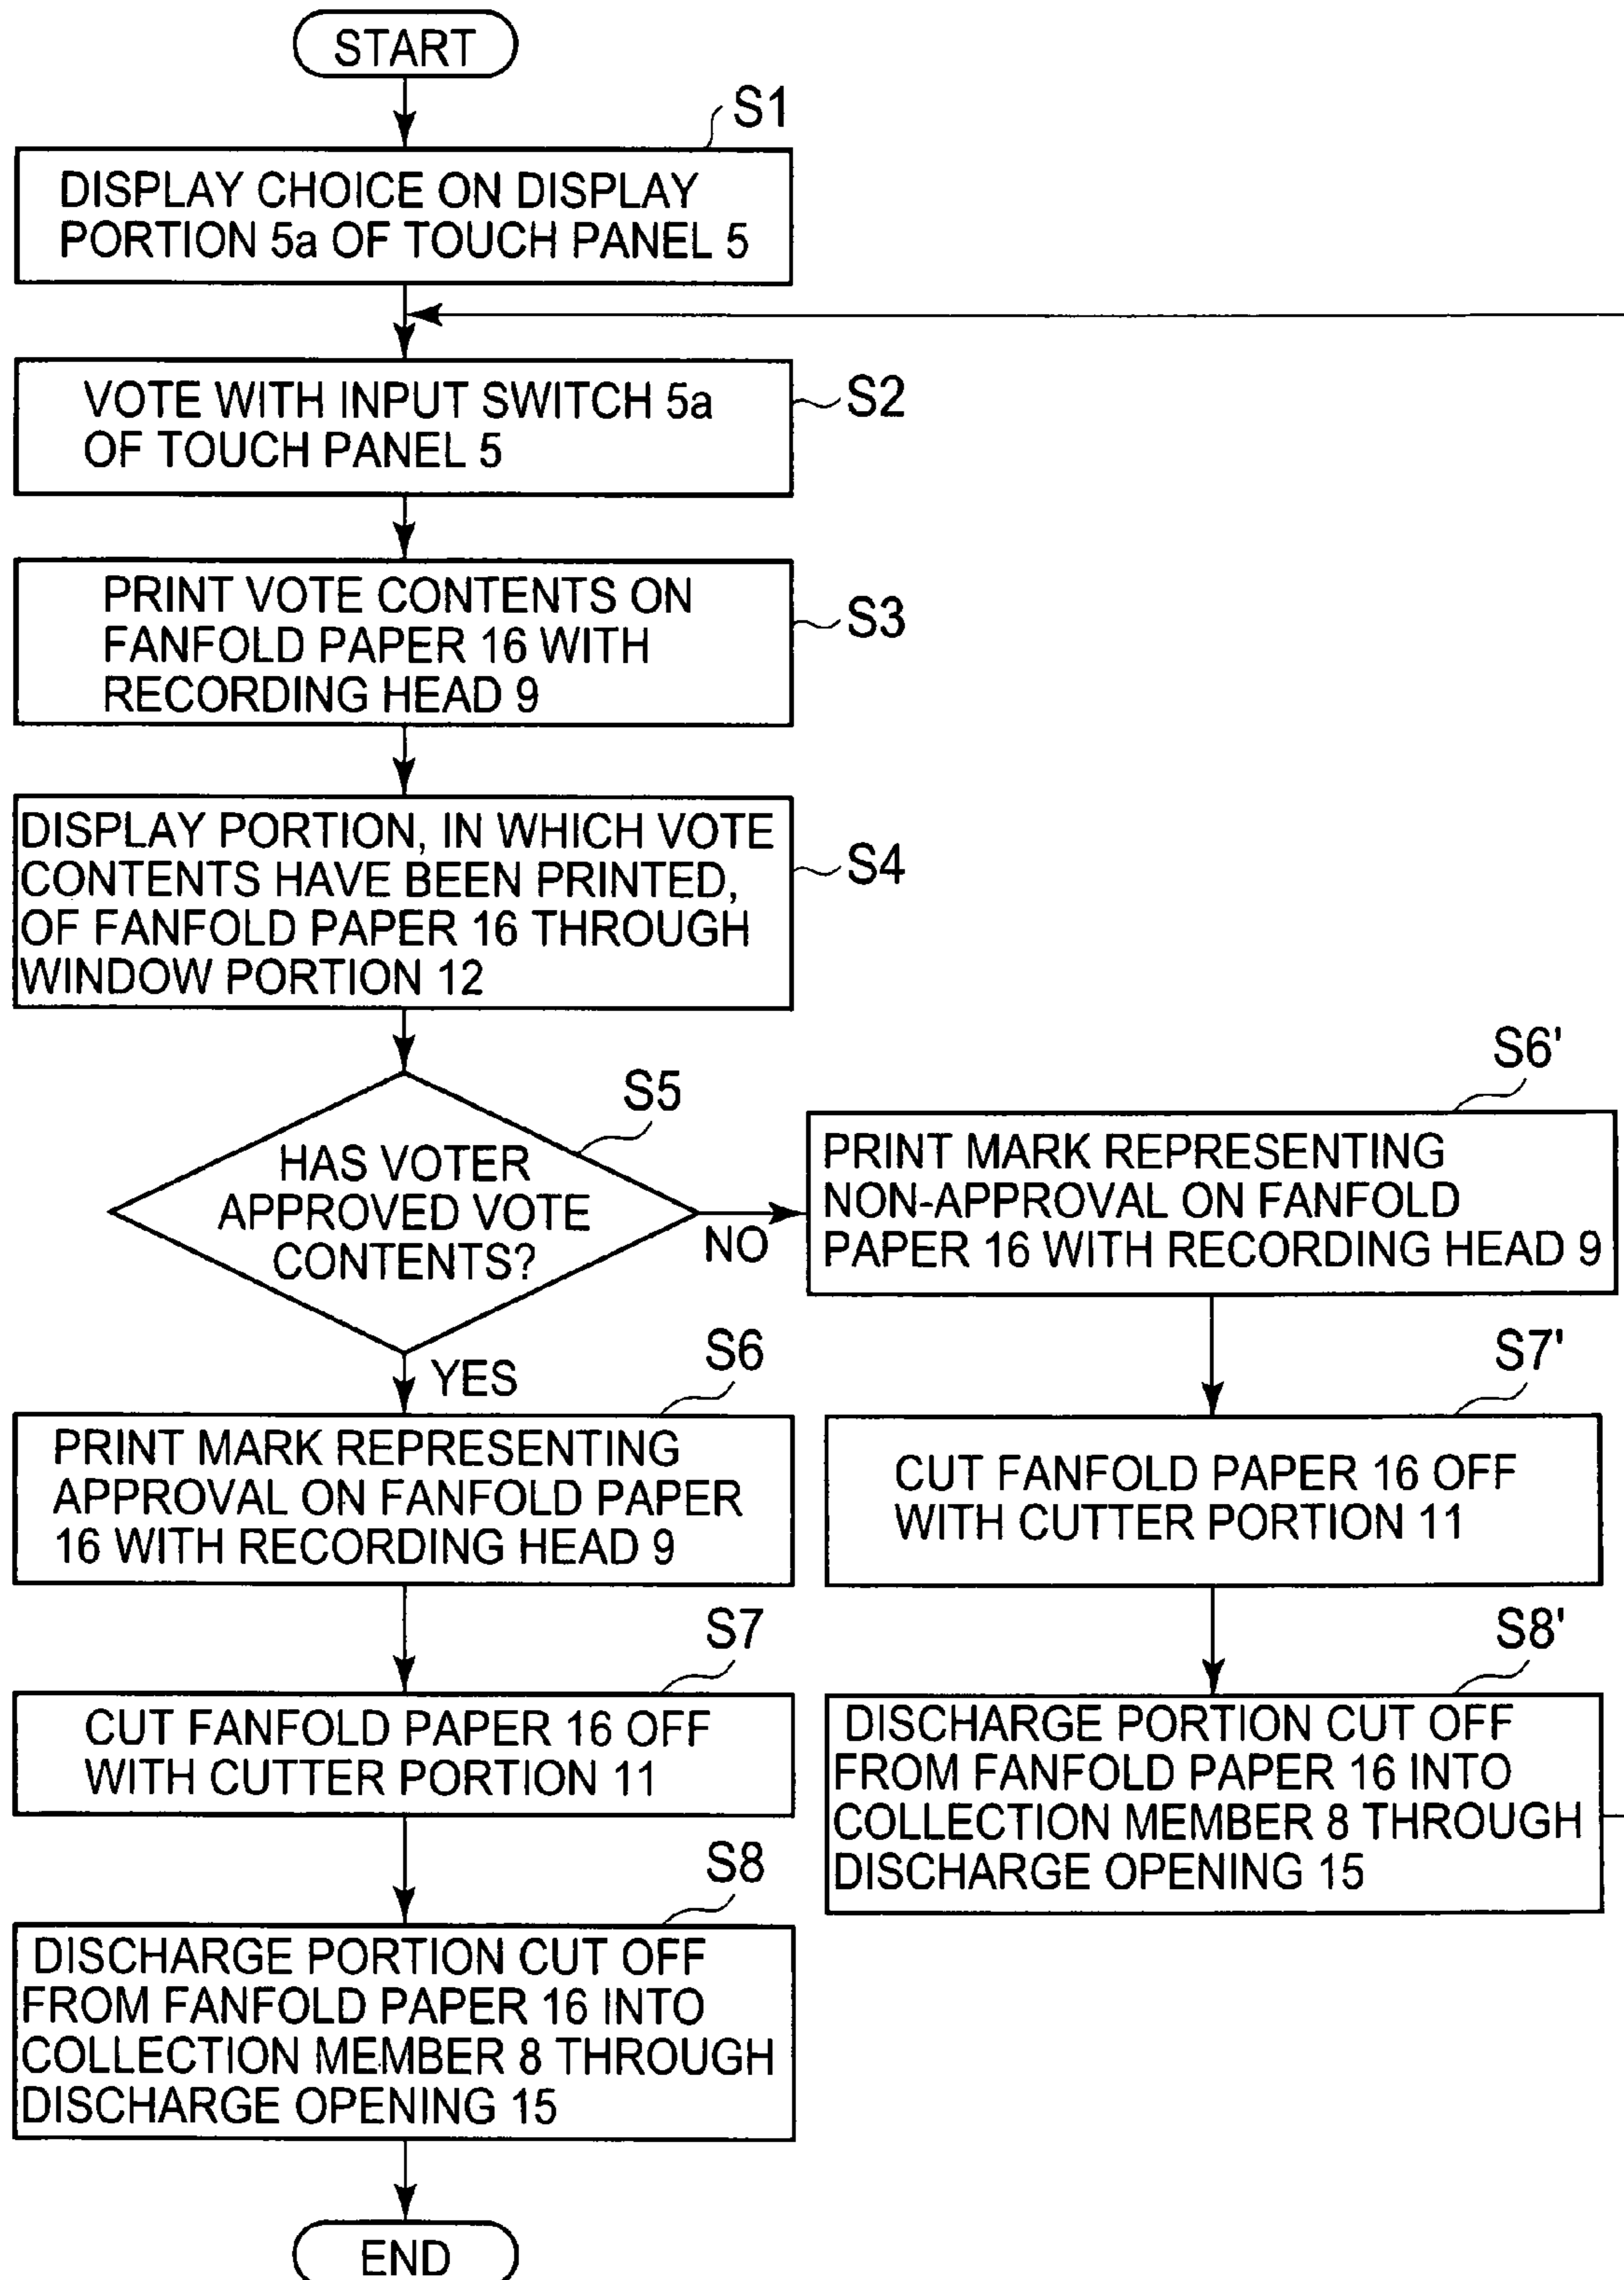 START
S1
DISPLAY CHOICE ON DISPLAY
PORTION 5a OF TOUCH PANEL 5
VOTE WITH INPUT SWITCH 5a
OF TOUCH PANEL 5
S2
PRINT VOTE CONTENTS ON
FANFOLD PAPER 16 WITH
RECORDING HEAD 9
S3
DISPLAY PORTION, IN WHICH VOTE
CONTENTS HAVE BEEN PRINTED,
OF FANFOLD PAPER 16 THROUGH
WINDOW PORTION 12
S4
S5
HAS VOTER
APPROVED VOTE
CONTENTS?
NO
YES
S6'
PRINT MARK REPRESENTING
NON-APPROVAL ON FANFOLD
PAPER 16 WITH RECORDING HEAD 9
S6
PRINT MARK REPRESENTING
APPROVAL ON FANFOLD PAPER
16 WITH RECORDING HEAD 9
S7'
CUT FANFOLD PAPER 16 OFF
WITH CUTTER PORTION 11
S7
CUT FANFOLD PAPER 16 OFF
WITH CUTTER PORTION 11
S8'
DISCHARGE PORTION CUT OFF
FROM FANFOLD PAPER 16 INTO
COLLECTION MEMBER 8 THROUGH
DISCHARGE OPENING 15
S8
DISCHARGE PORTION CUT OFF
FROM FANFOLD PAPER 16 INTO
COLLECTION MEMBER 8 THROUGH
DISCHARGE OPENING 15
END